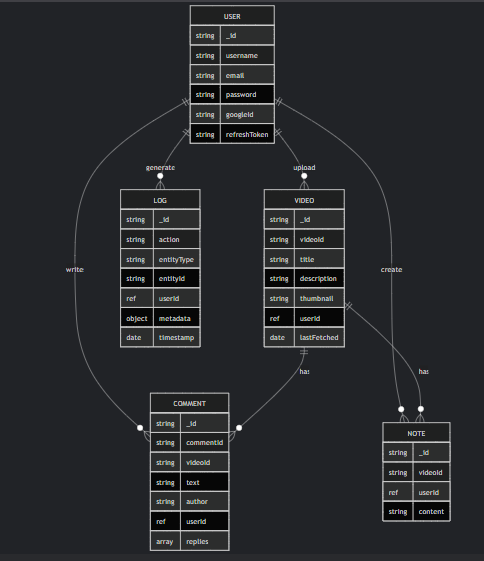 USER
string _id
string username
string email
string password
string googleId
string refreshToken
generate
upload
LOG
string _id
string action
string entityType
string entityId
ref userId
object metadata
date timestamp
VIDEO
string _id
string videoId
string title
string description
string thumbnail
ref userId
date lastFetched
write
create
has
has
COMMENT
string _id
string commentId
string videoId
string text
string author
ref userId
array replies
NOTE
string _id
string videoId
ref userId
string content